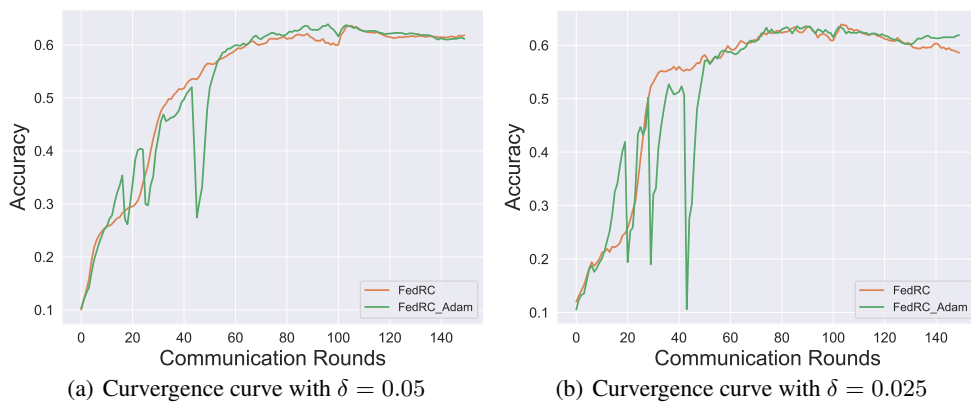 0.6
0.5
0.4
0.3
0.2
0.1
Accuracy
0 20 40 60 80 100 120 140
Communication Rounds
FedRC
FedRC_Adam
(a) Curvergence curve with δ = 0.05
0.6
0.5
0.4
0.3
0.2
0.1
Accuracy
0 20 40 60 80 100 120 140
Communication Rounds
FedRC
FedRC_Adam
(b) Curvergence curve with δ = 0.025